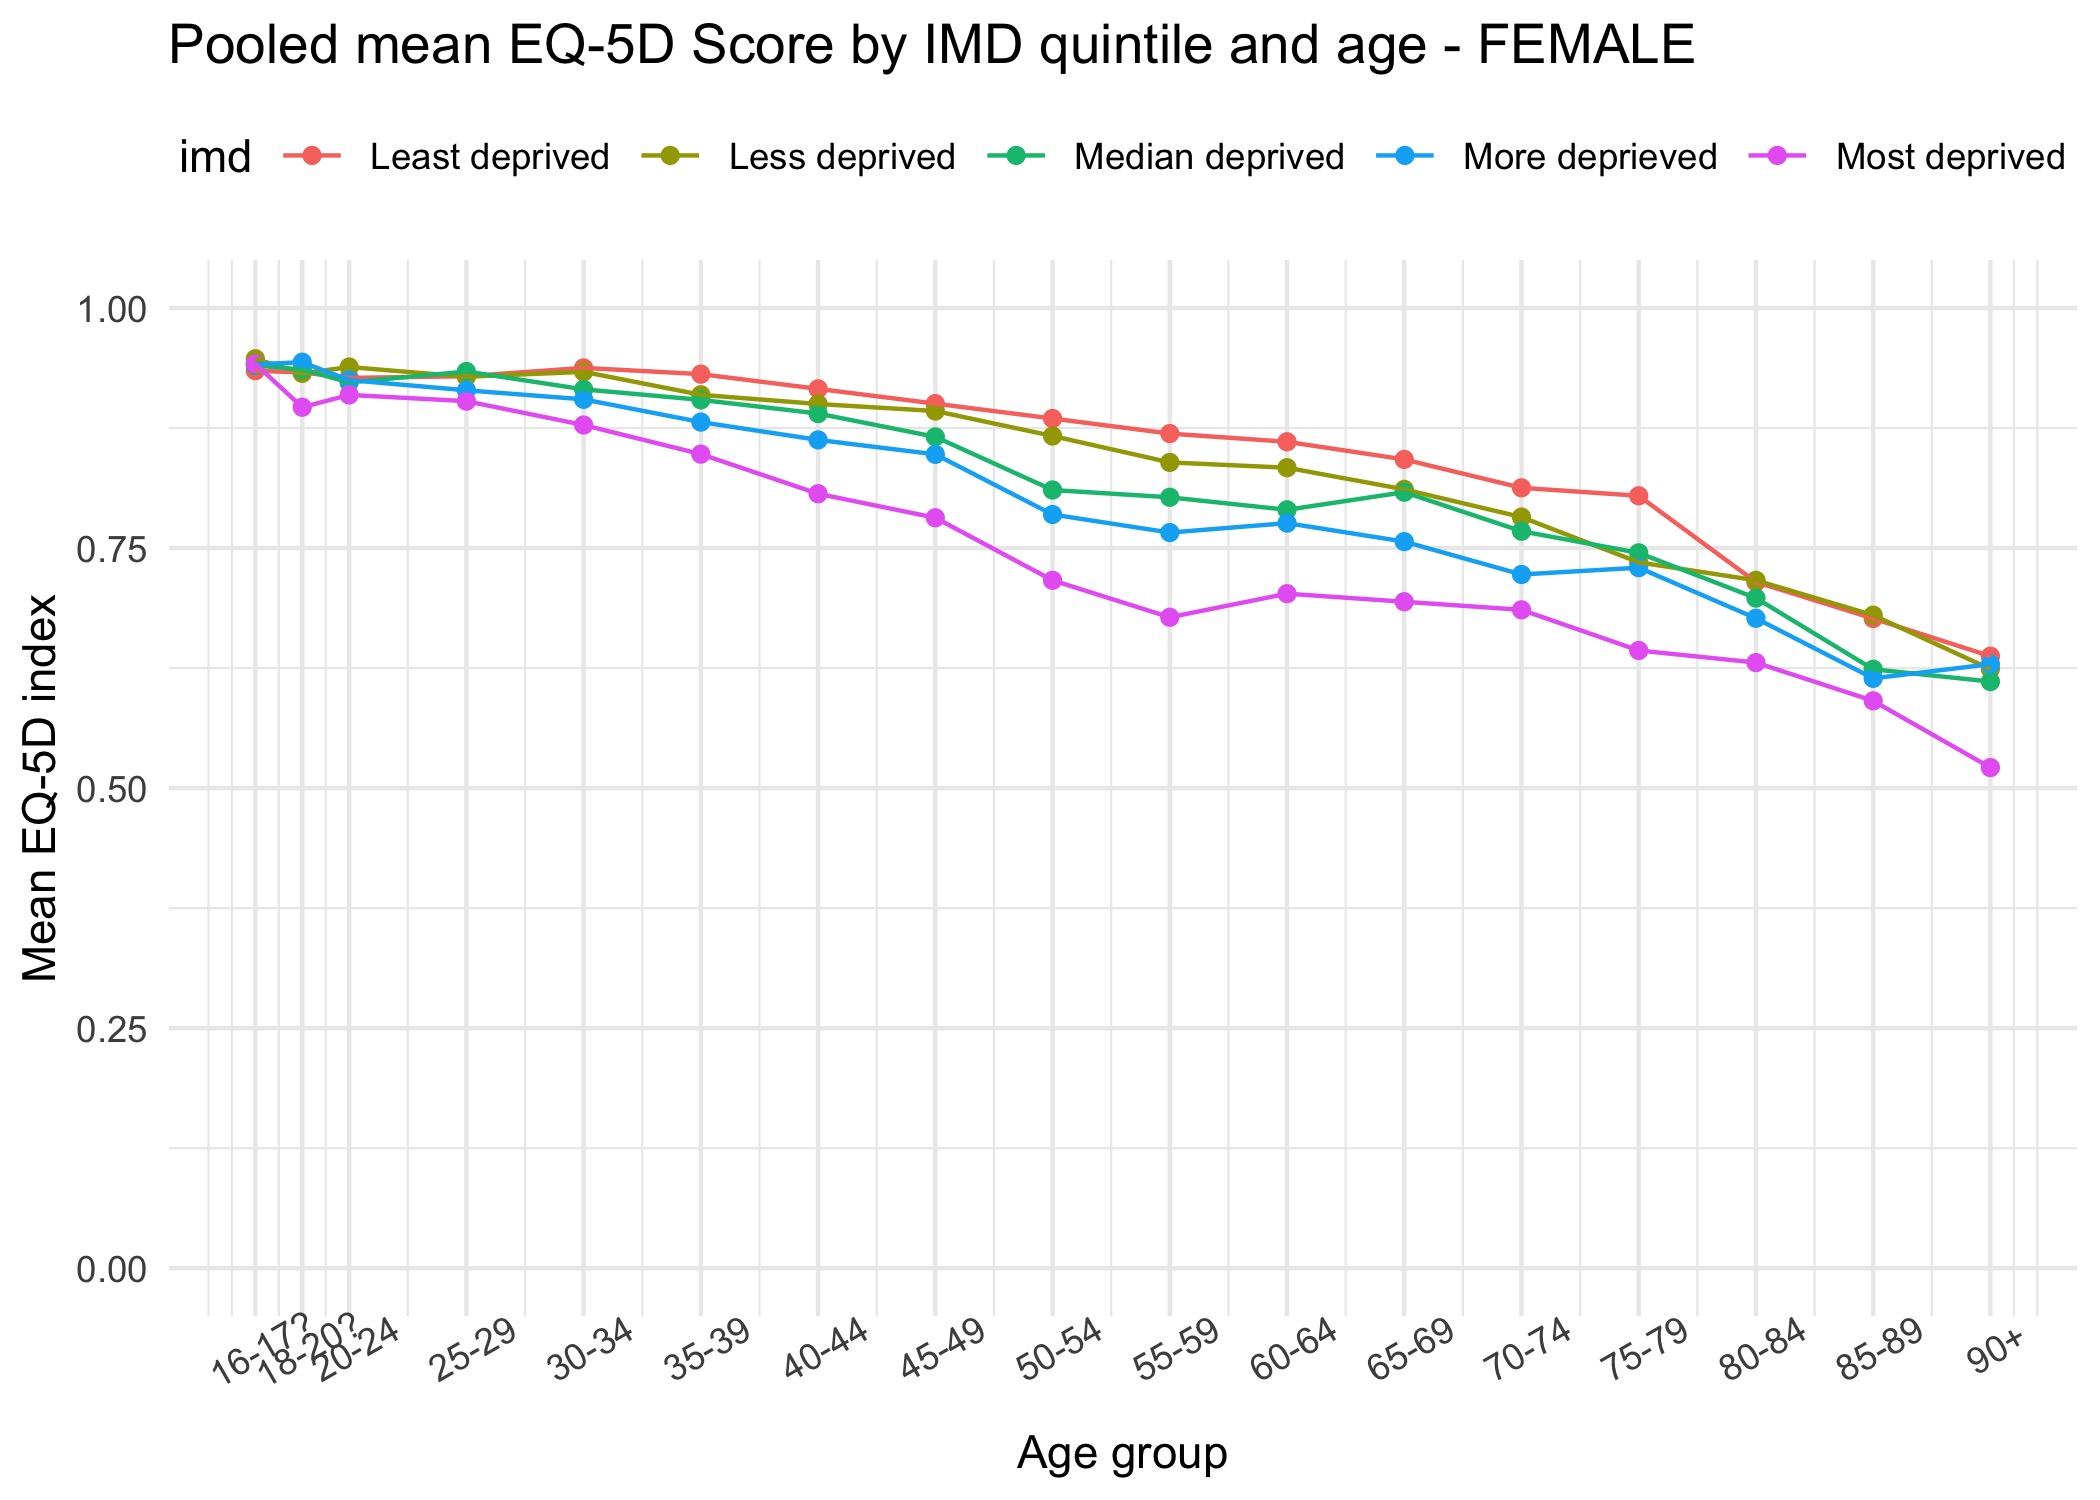 Pooled mean EQ-5D Score by IMD quintile and age - FEMALE
imd Least deprived Less deprived Median deprived More deprieved Most deprived
Mean EQ-5D index
1.00
0.75
0.50
0.25
0.00
16-17? 18-20? 20-24 25-29 30-34 35-39 40-44 45-49 50-54 55-59 60-64 65-69 70-74 75-79 80-84 85-89 90+
Age group